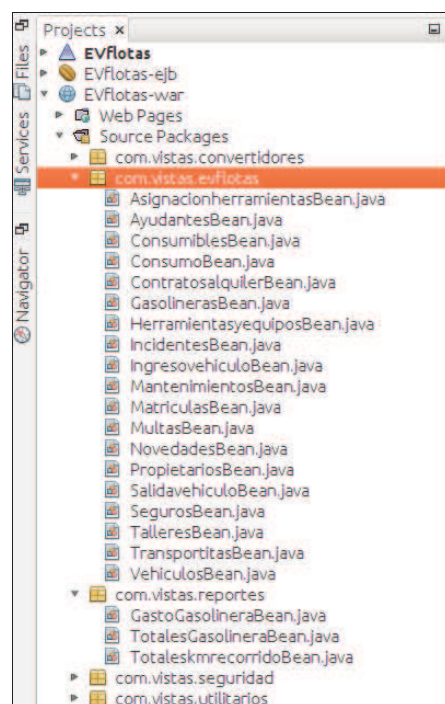 Projects ×
EVflotas
EVflotas-ejb
EVflotas-war
Web Pages
Source Packages
com.vistas.convertidores
com.vistas.evflotas
AsignacionherramientasBean.java
AyudantesBean.java
ConsumiblesBean.java
ConsumoBean.java
ContratosalquilerBean.java
GasolinerasBean.java
HerramientasyequiposBean.java
IncidentesBean.java
IngresovehiculoBean.java
MantenimientosBean.java
MatriculasBean.java
MultasBean.java
NovedadesBean.java
PropietariosBean.java
SalidavehiculoBean.java
SegurosBean.java
TalleresBean.java
TransportitasBean.java
VehiculosBean.java
com.vistas.reportes
GastoGasolineraBean.java
TotalesGasolineraBean.java
TotaleskmrecorridoBean.java
com.vistas.seguridad
com.vistas.utilitarios
Files
Services
Navigator